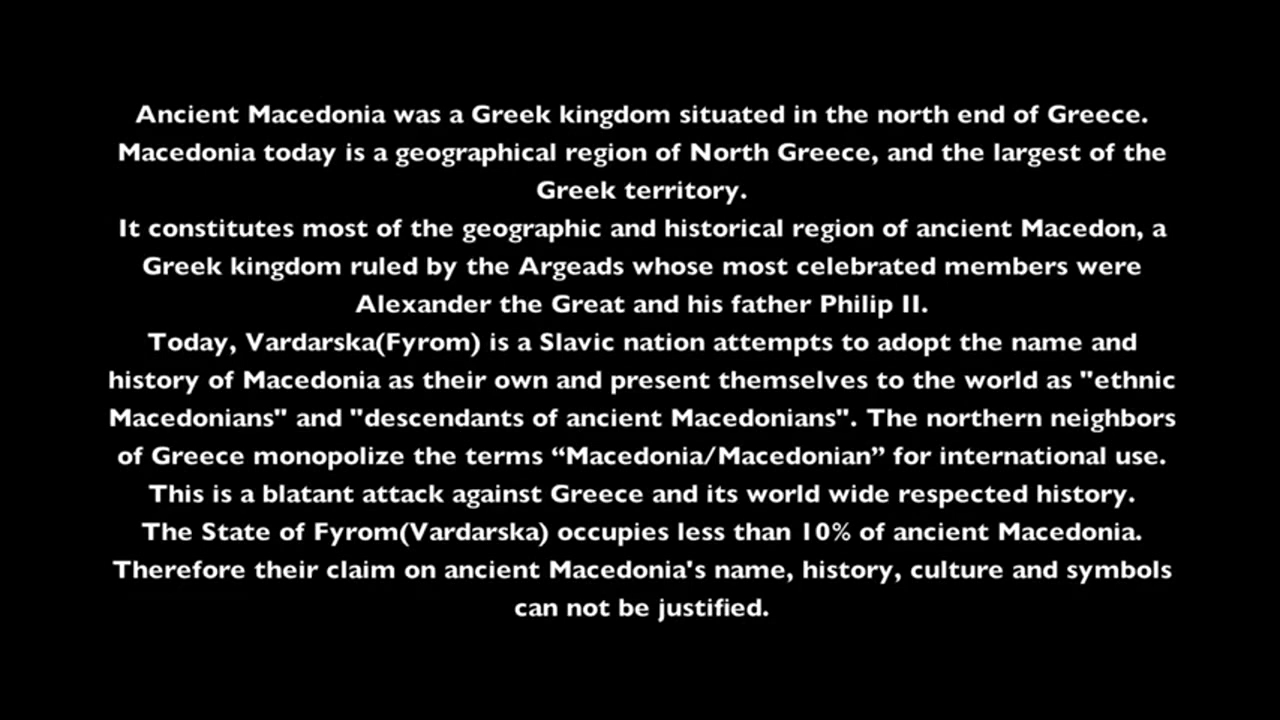 Ancient Macedonia was a Greek kingdom situated in the north end of Greece.
Macedonia today is a geographical region of North Greece, and the largest of the
Greek territory.
It constitutes most of the geographic and historical region of ancient Macedon, a
Greek kingdom ruled by the Argeads whose most celebrated members were
Alexander the Great and his father Philip II.
Today, Vardarska(Fyrom) is a Slavic nation attempts to adopt the name and
history of Macedonia as their own and present themselves to the world as "ethnic
Macedonians" and "descendants of ancient Macedonians". The northern neighbors
of Greece monopolize the terms “Macedonia/Macedonian” for international use.
This is a blatant attack against Greece and its world wide respected history.
The State of Fyrom(Vardarska) occupies less than 10% of ancient Macedonia.
Therefore their claim on ancient Macedonia's name, history, culture and symbols
can not be justified.